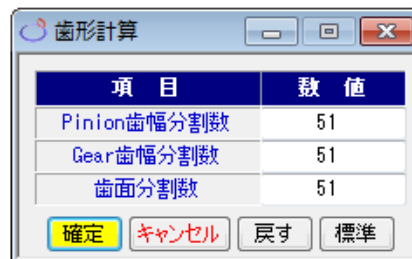 歯形計算
項　目　数　値
Pinion歯幅分割数　51
Gear歯幅分割数　51
歯面分割数　51
確定　キャンセル　戻す　標準